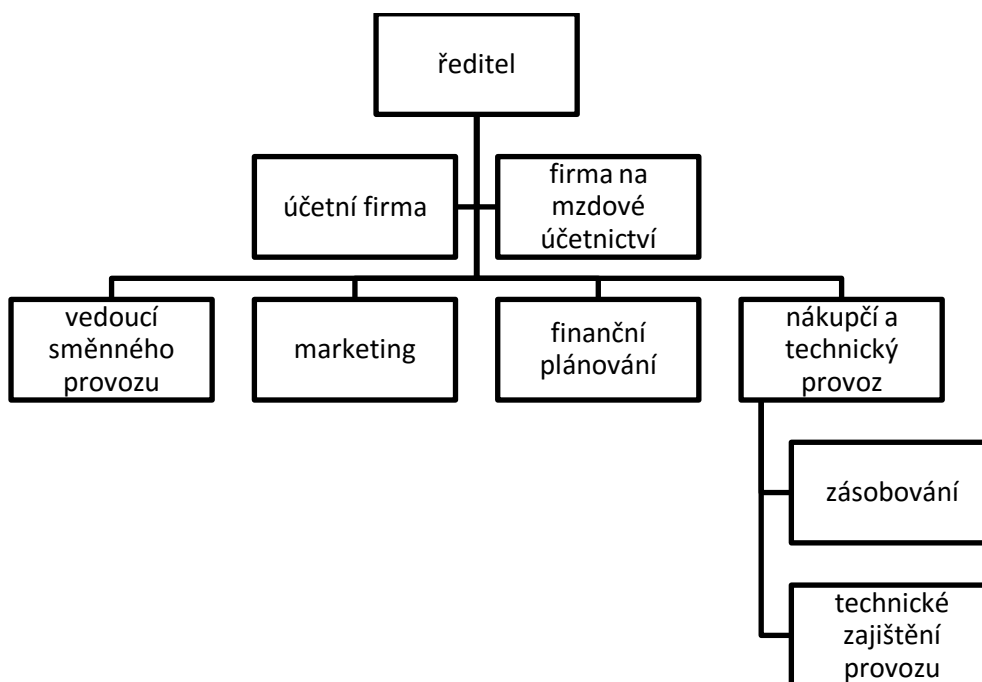 ředitel
účetní firma
firma na
mzdové
účetnictví
vedoucí
směnného
provozu
marketing
finanční
plánování
nákupčí a
technický
provoz
zásobování
technické
zajištění
provozu